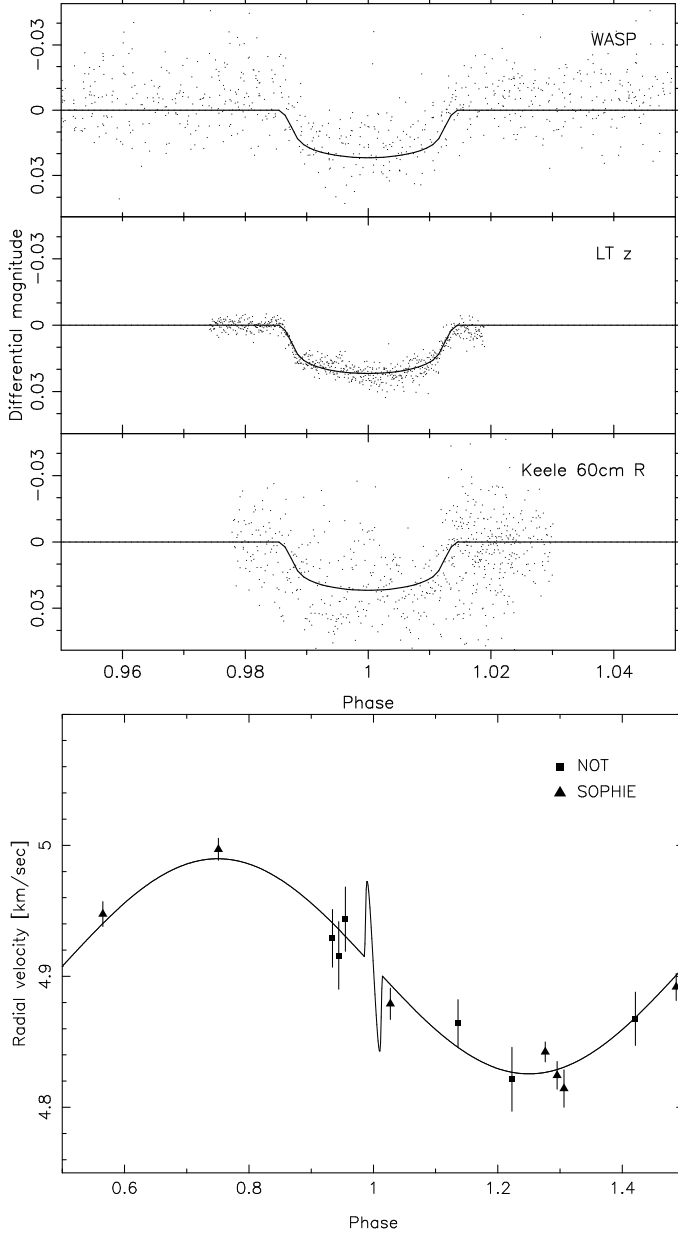 WASP
−0.03
0
0.03
LT z
−0.03
0
0.03
Differential magnitude
Keele 60cm R
−0.03
0
0.03
0.96
0.98
1
1.02
1.04
Phase
NOT
SOPHIE
5
4.9
4.8
Radial velocity [km/sec]
0.6
0.8
1
1.2
1.4
Phase